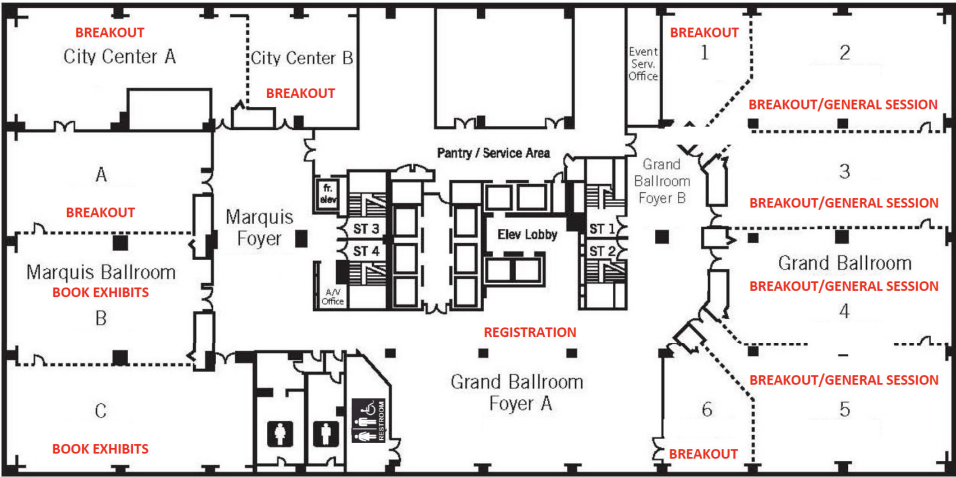 BREAKOUT
City Center A
City Center B
BREAKOUT
Event
Serv.
Office
BREAKOUT
1
2
BREAKOUT/GENERAL SESSION
A
BREAKOUT
Marquis
Foyer
fr.
elev
Pantry / Service Area
ST 3
ST 4
A/V
Office
Elev Lobby
ST 1
ST 2
Grand
Ballroom
Foyer B
3
BREAKOUT/GENERAL SESSION
Marquis Ballroom
BOOK EXHIBITS
B
Grand Ballroom
BREAKOUT/GENERAL SESSION
4
REGISTRATION
Grand Ballroom
Foyer A
C
BOOK EXHIBITS
RESTROOM
6
BREAKOUT
BREAKOUT/GENERAL SESSION
5